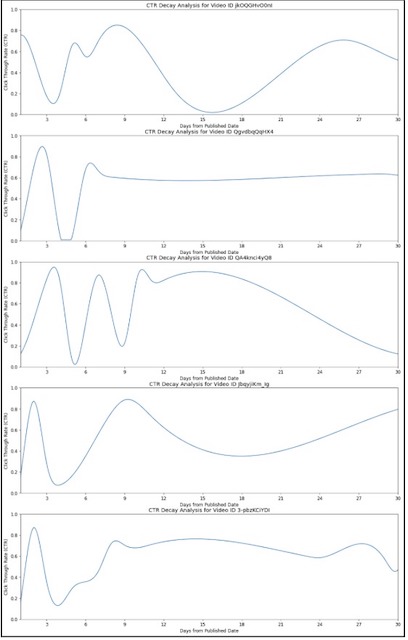 CTR Decay Analysis for Video ID jkOQGHvO0nI
Click Through Rate (CTR)
1.0
0.8
0.6
0.4
0.2
0.0
3 6 9 12 15 18 21 24 27 30
Days from Published Date
CTR Decay Analysis for Video ID QgvdbqQqHX4
Click Through Rate (CTR)
1.0
0.8
0.6
0.4
0.2
0.0
3 6 9 12 15 18 21 24 27 30
Days from Published Date
CTR Decay Analysis for Video ID QA4knci4yQ8
Click Through Rate (CTR)
1.0
0.8
0.6
0.4
0.2
0.0
3 6 9 12 15 18 21 24 27 30
Days from Published Date
CTR Decay Analysis for Video ID
Click Through Rate (CTR)
1.0
0.8
0.6
0.4
0.2
0.0
3 6 9 12 15 18 21 24 27 30
Days from Published Date
CTR Decay Analysis for Video ID 3-pbzKCiYDI
Click Through Rate (CTR)
1.0
0.8
0.6
0.4
0.2
0.0
3 6 9 12 15 18 21 24 27 30
Days from Published Date